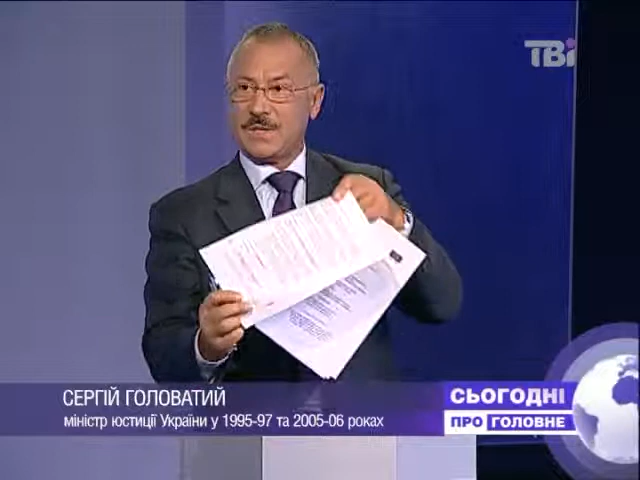 ТВі
СЕРГІЙ ГОЛОВАТИЙ
міністр юстиції України у 1995-97 та 2005-06 роках
СЬОГОДНІ
ПРО ГОЛОВНЕ